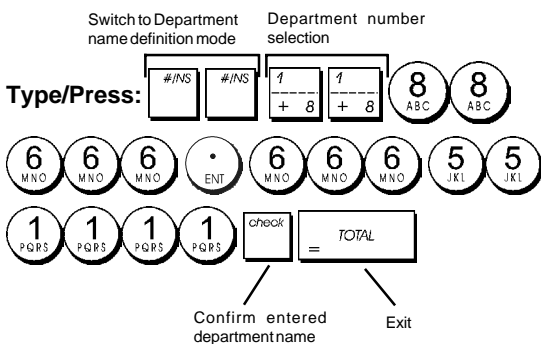 Switch to Department Department number
name definition mode selection
Type/Press: #/NS #/NS 1 + 8 1 + 8 8 ABC 8 ABC
6 MNO 6 MNO 6 MNO . ENT 6 MNO 6 MNO 6 MNO 5 JKL 5 JKL
1 PQRS 1 PQRS 1 PQRS 1 PQRS check = TOTAL
Confirm entered
department name
Exit